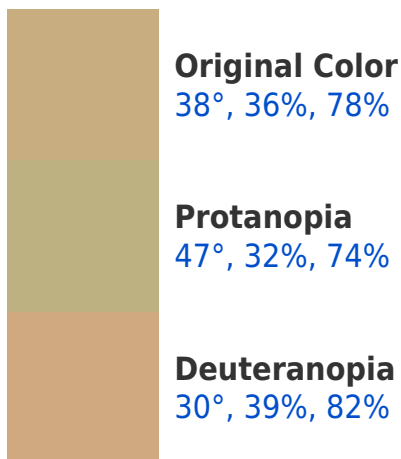 Original Color
38°, 36%, 78%
Protanopia
47°, 32%, 74%
Deuteranopia
30°, 39%, 82%